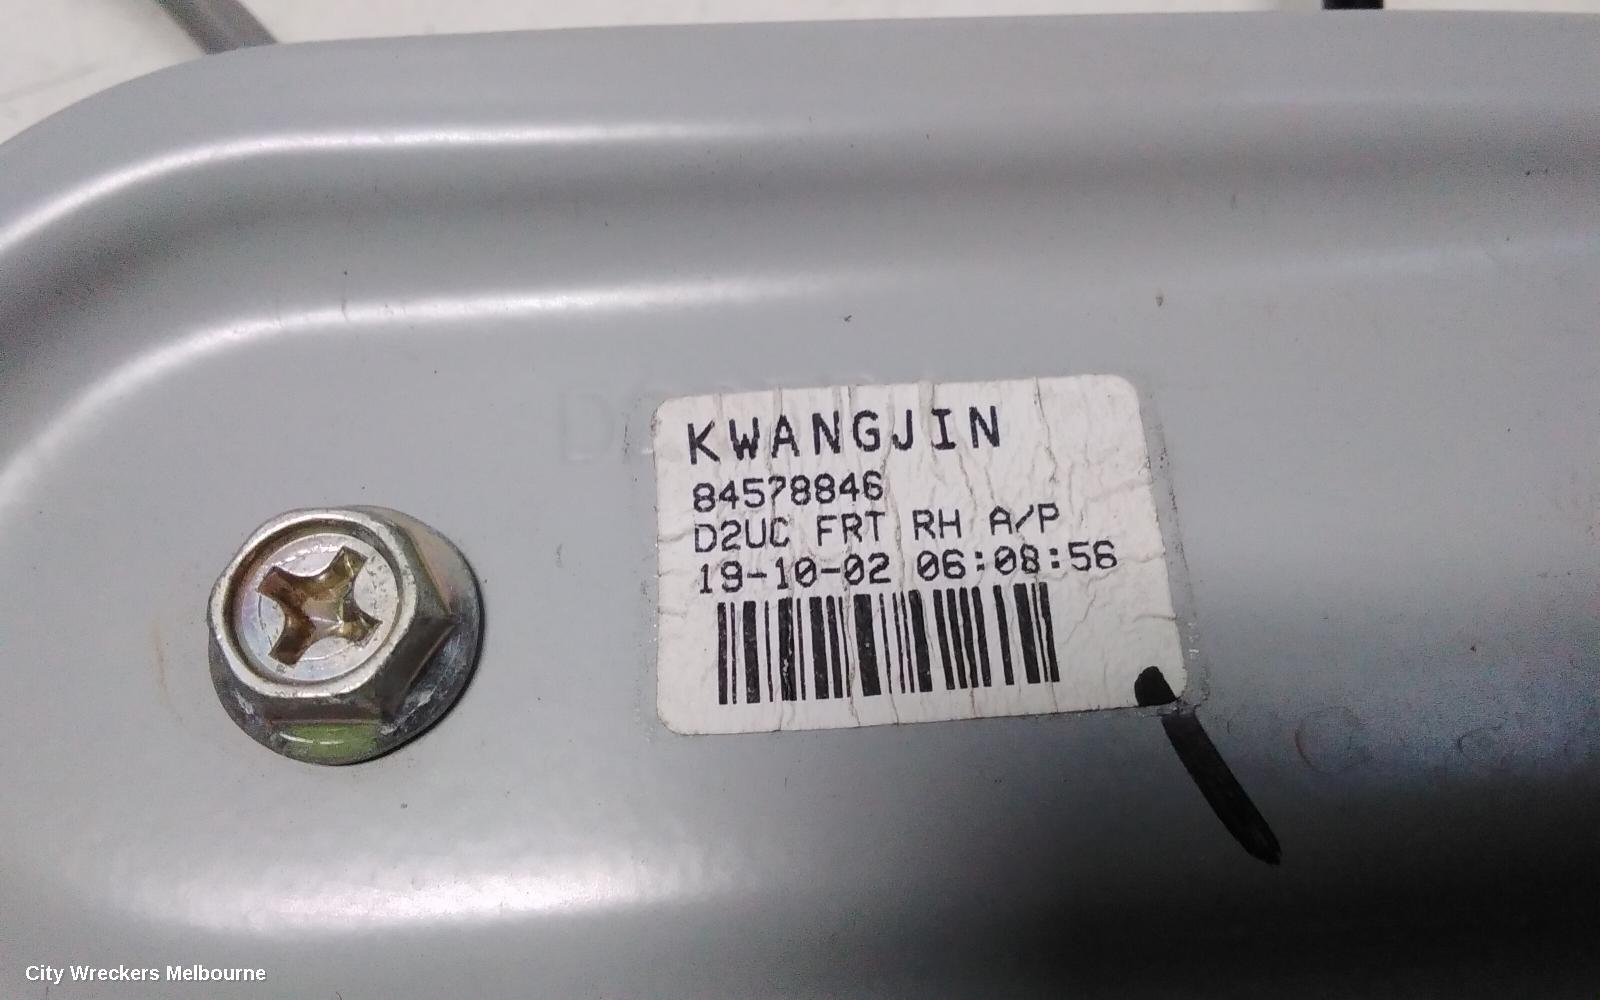 KWANGJIN
84578846
D2UC FRT RH A/P
19-10-02 06:08:56
City Wreckers Melbourne